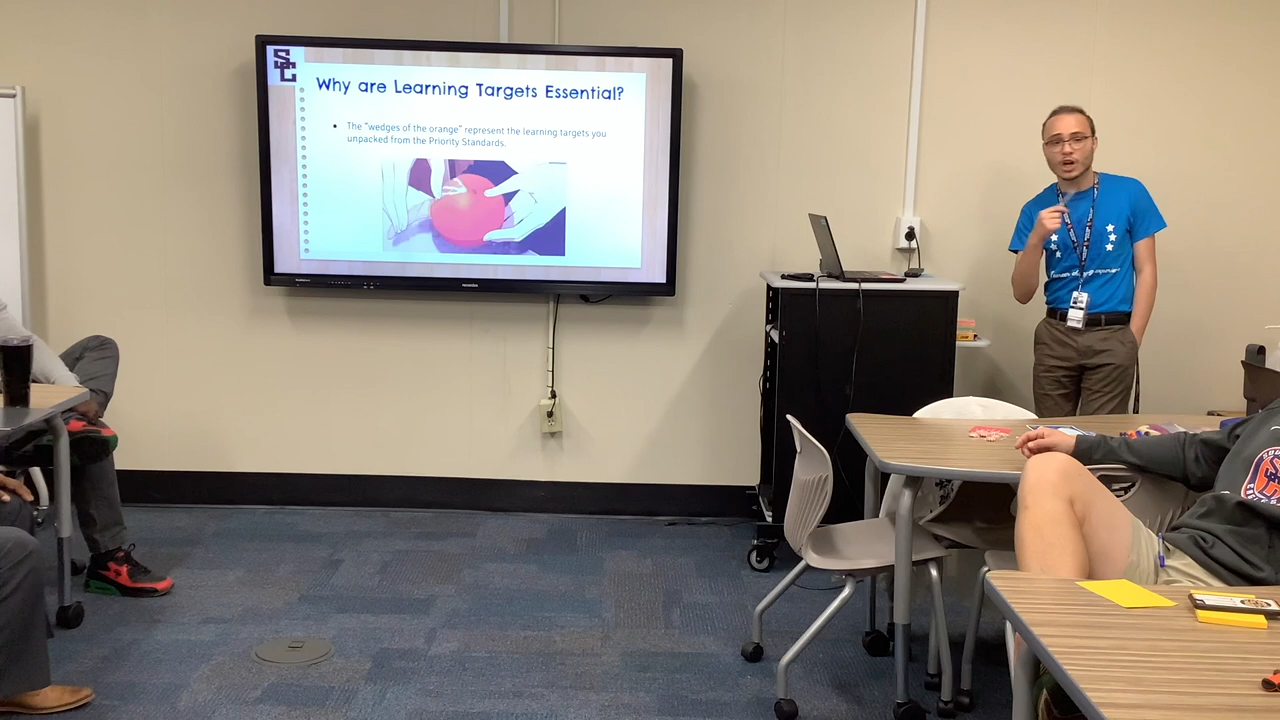 SC
Why are Learning Targets Essential?
• The "wedges of the orange" represent the learning targets you
unpacked from the Priority Standards.